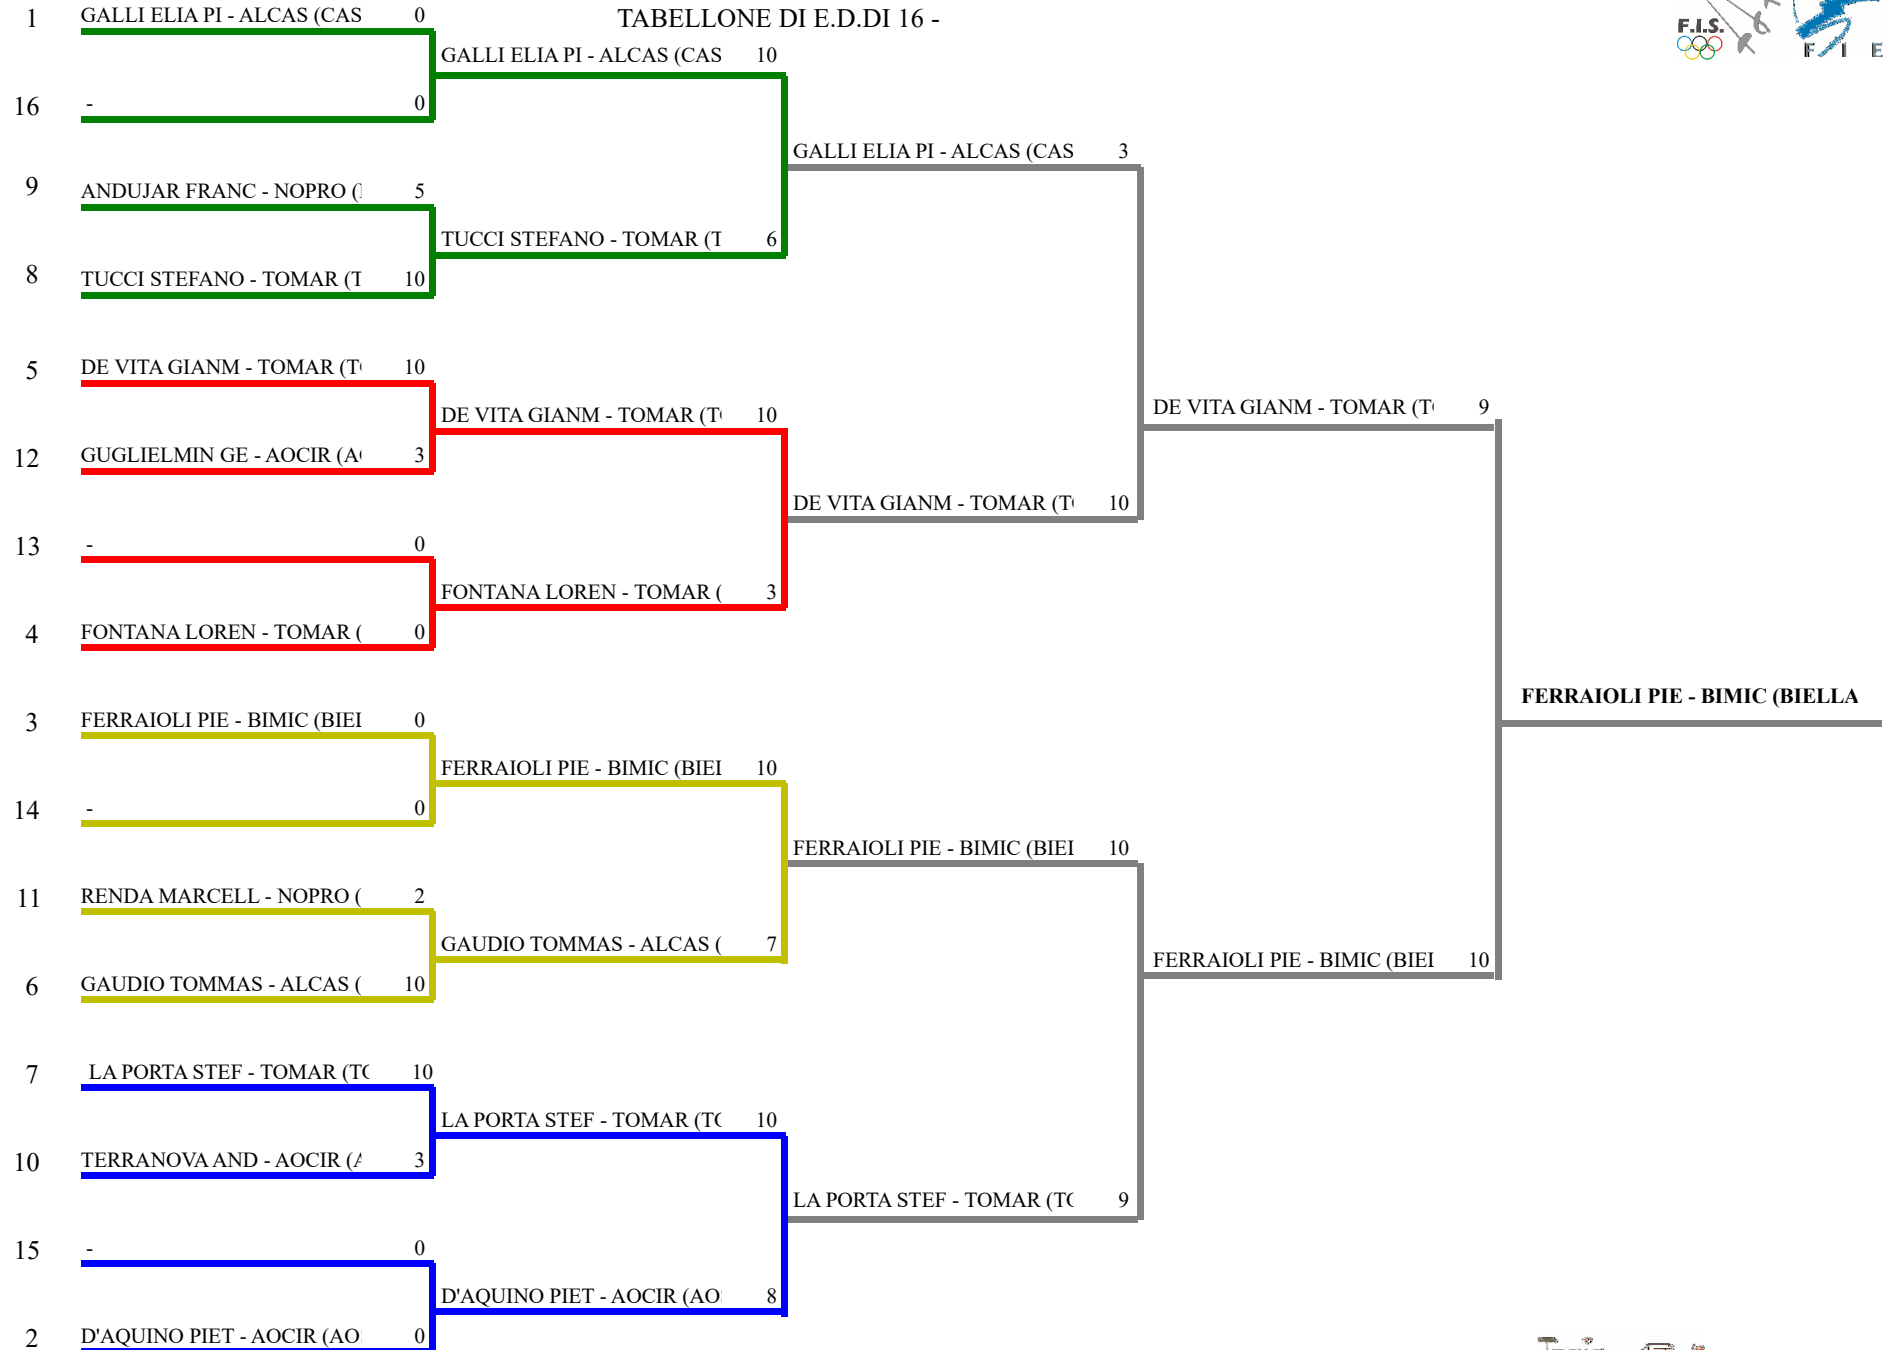 TABELLONE DI E.D.DI 16 -
F.I.S.
F I E
1 GALLI ELIA PI - ALCAS (CAS 0
GALLI ELIA PI - ALCAS (CAS 10
16 - 0
GALLI ELIA PI - ALCAS (CAS 3
9 ANDUJAR FRANC - NOPRO ( 5
TUCCI STEFANO - TOMAR (T 6
8 TUCCI STEFANO - TOMAR (T 10
5 DE VITA GIANM - TOMAR (T 10
DE VITA GIANM - TOMAR (TO 10
DE VITA GIANM - TOMAR (T 9
12 GUGLIELMIN GE - AOCIR (A 3
DE VITA GIANM - TOMAR (T 10
13 - 0
FONTANA LOREN - TOMAR ( 3
4 FONTANA LOREN - TOMAR ( 0
FERRAIOLI PIE - BIMIC (BIELLA
3 FERRAIOLI PIE - BIMIC (BIEI 0
FERRAIOLI PIE - BIMIC (BIEI 10
14 - 0
FERRAIOLI PIE - BIMIC (BIEI 10
11 RENDA MARCELL - NOPRO ( 2
GAUDIO TOMMAS - ALCAS ( 7
FERRAIOLI PIE - BIMIC (BIEI 10
6 GAUDIO TOMMAS - ALCAS ( 10
7 LA PORTA STEF - TOMAR (TO 10
LA PORTA STEF - TOMAR (TO 10
10 TERRANOVA AND - AOCIR (A 3
LA PORTA STEF - TOMAR (TO 9
15 - 0
D'AQUINO PIET - AOCIR (AO 8
2 D'AQUINO PIET - AOCIR (AO 0